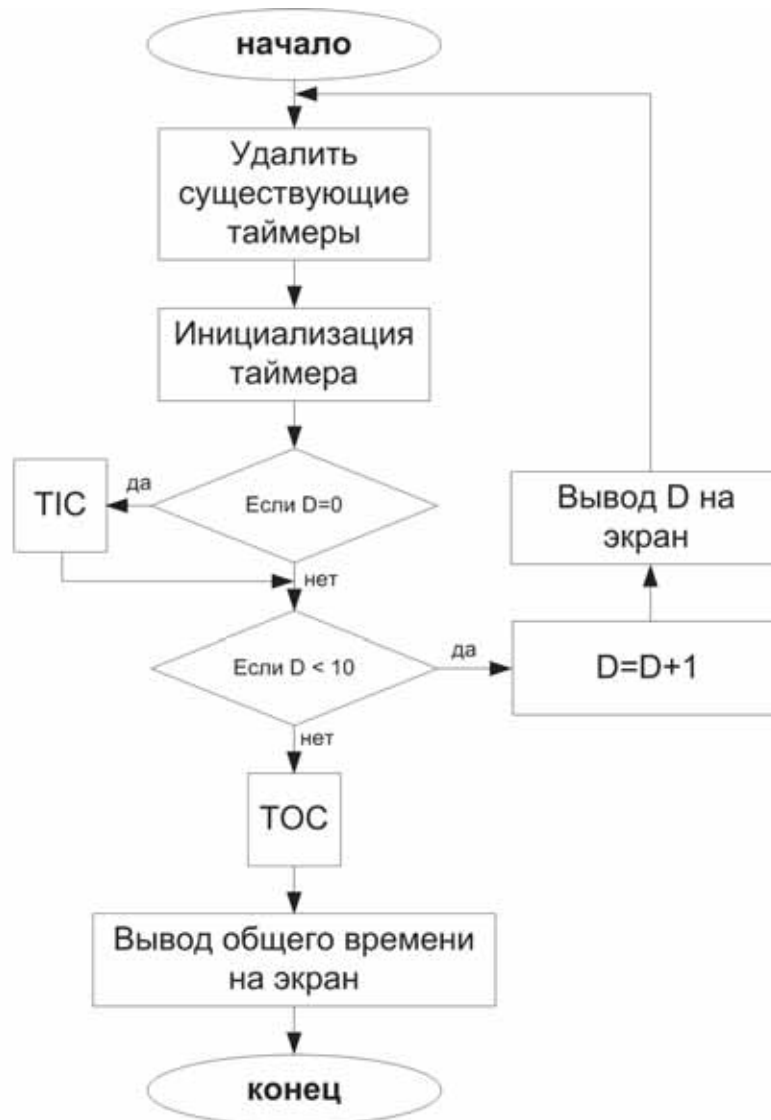 начало
Удалить
существующие
таймеры
Инициализация
таймера
да
TIC
Если D=0
Вывод D на
экран
нет
Если D < 10
да
D=D+1
нет
TOC
Вывод общего времени
на экран
конец